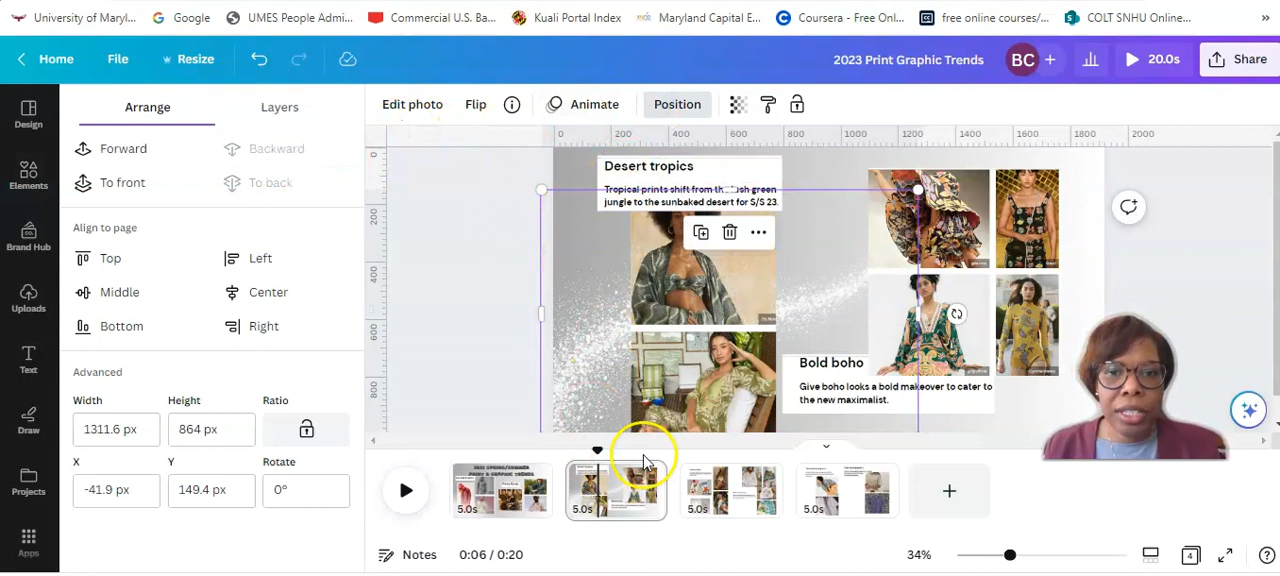 University of Maryl...
Google
UMES People Admi...
Commercial U.S. Ba...
Kuali Portal Index
Maryland Capital E...
Coursera - Free Onl...
free online courses/...
COLT SNHU Online...
»
Home
File
Resize
2023 Print Graphic Trends
BC
+
20.0s
Share
Design
Elements
Brand Hub
Uploads
Text
Draw
Projects
Apps
Arrange
Layers
Forward
Backward
To front
To back
Align to page
Top
Left
Middle
Center
Bottom
Right
Advanced
Width
Height
Ratio
1311.6 px
864 px
X
Y
Rotate
-41.9 px
149.4 px
0°
Edit photo
Flip
Animate
Position
0 200 400 600 800 1000 1200 1400 1600 1800 2000
0
200
400
600
800
Desert tropics
Tropical prints shift from the lush green
jungle to the sunbaked desert for S/S 23.
Bold boho
Give boho looks a bold makeover to cater to
the new maximalist.
5.0s
5.0s
5.0s
5.0s
+
Notes
0:06 / 0:20
34%
4
?